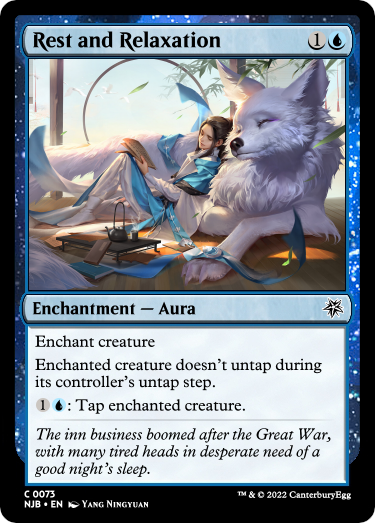 Rest and Relaxation 1
Enchantment — Aura
Enchant creature
Enchanted creature doesn't untap during
its controller's untap step.
1 : Tap enchanted creature.
The inn business boomed after the Great War,
with many tired heads in desperate need of a
good night's sleep.
C 0073
NJB • EN Yang Ningyuan
™ & © 2022 CanterburyEgg